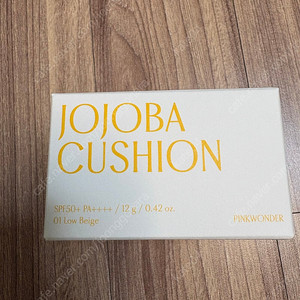 JOJOBA
CUSHION
SPF50+ PA++++ / 12 g / 0.42 oz.
01 Low Beige
PINKWONDER